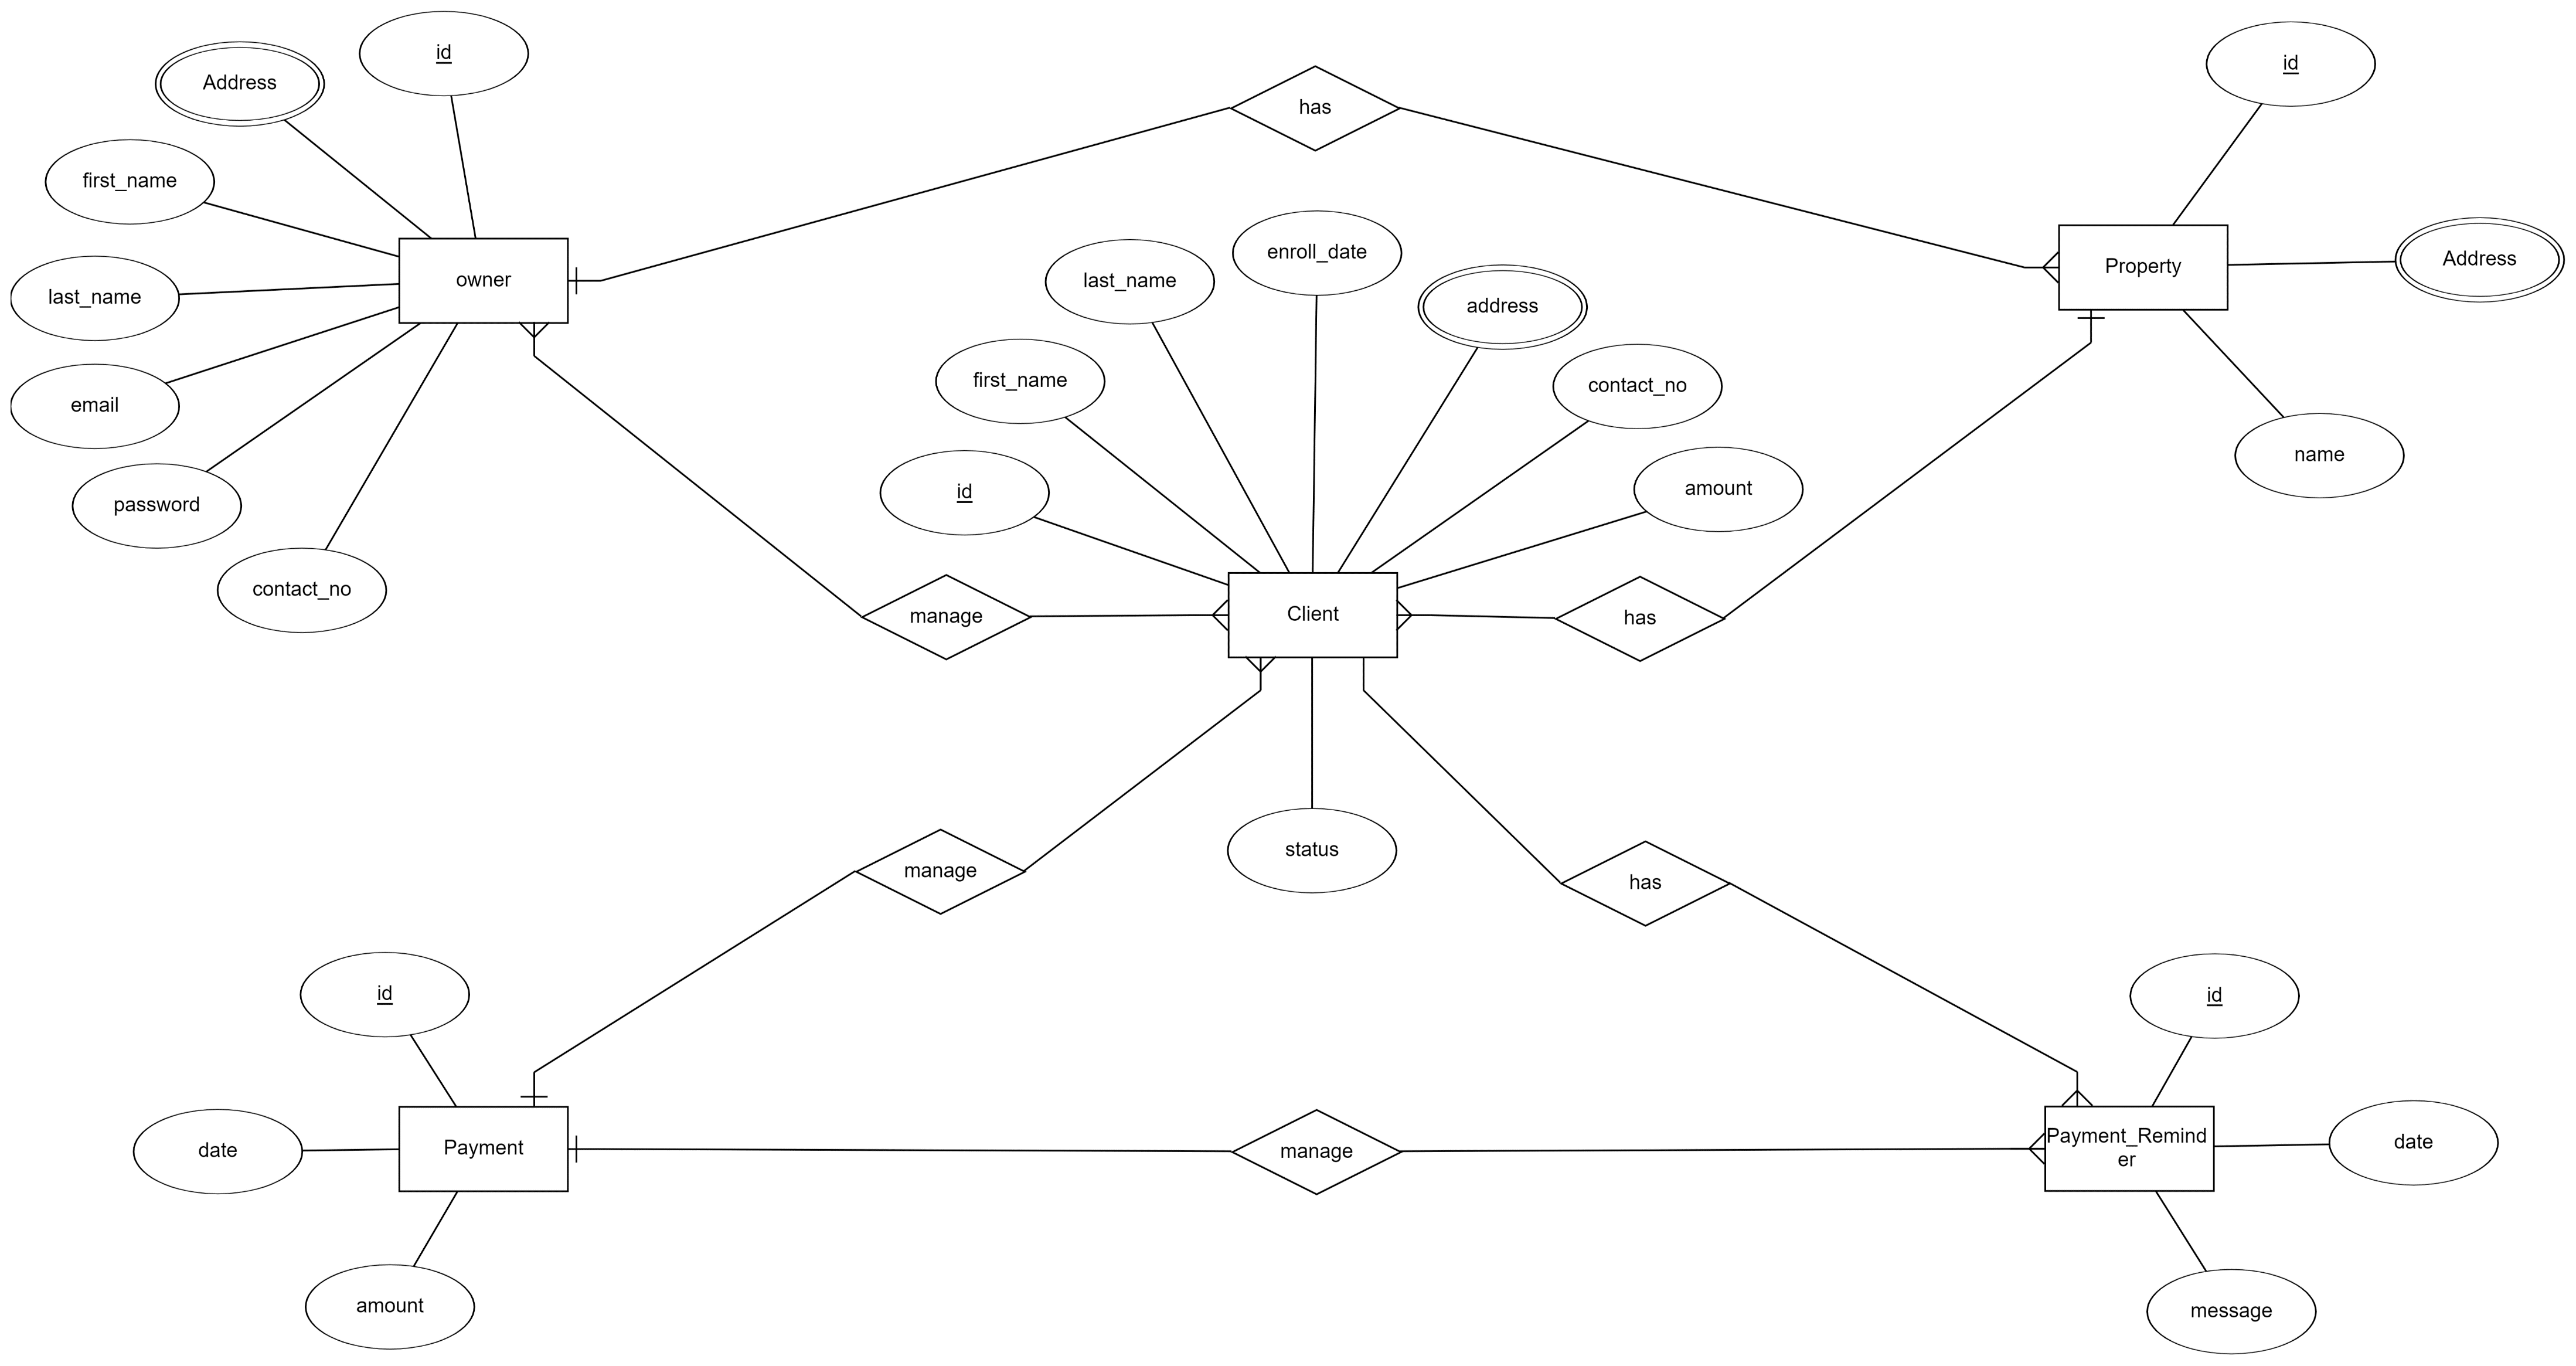 id
Address
first_name
last_name
email
password
contact_no
owner
has
id
Property
Address
name
enroll_date
last_name
address
first_name
contact_no
id
amount
manage
Client
has
status
manage
has
id
date
Payment
amount
manage
id
Payment_Remind
er
date
message